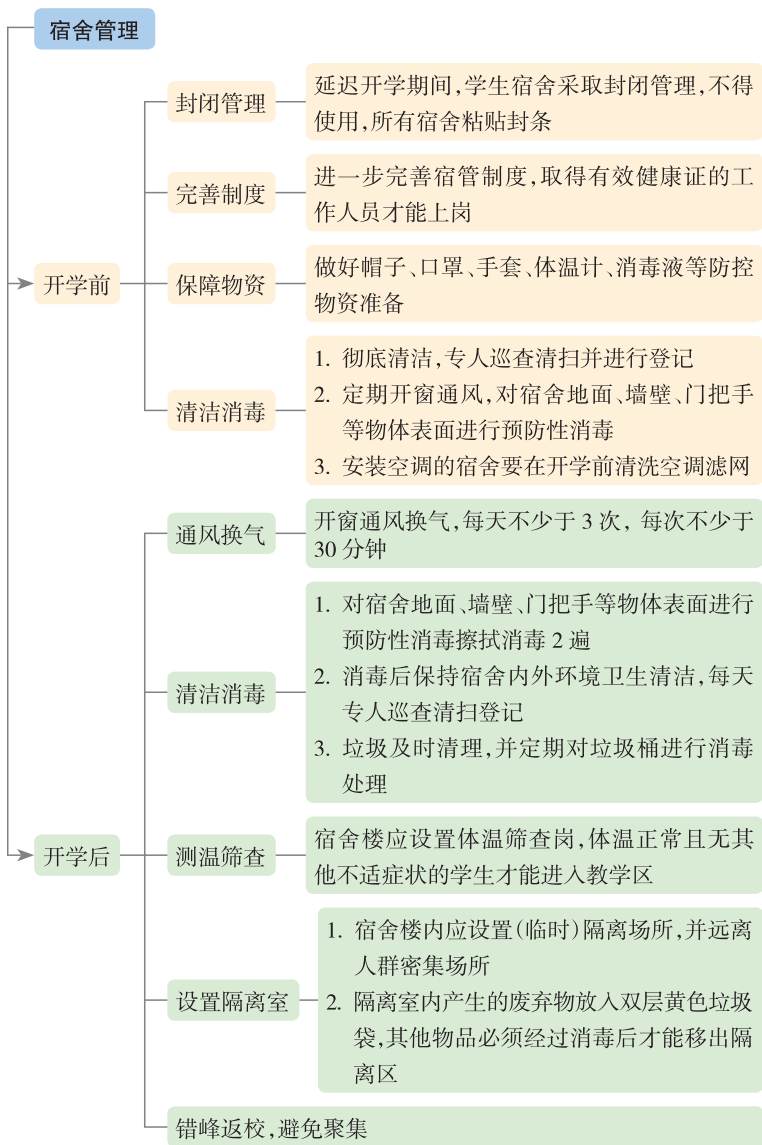 宿舍管理
开学前
封闭管理
延迟开学期间,学生宿舍采取封闭管理,不得
使用,所有宿舍粘贴封条
完善制度
进一步完善宿管制度,取得有效健康证的工
作人员才能上岗
保障物资
做好帽子、口罩、手套、体温计、消毒液等防控
物资准备
清洁消毒
1. 彻底清洁,专人巡查清扫并进行登记
2. 定期开窗通风,对宿舍地面、墙壁、门把手
等物体表面进行预防性消毒
3. 安装空调的宿舍要在开学前清洗空调滤网
开学后
通风换气
开窗通风换气,每天不少于 3 次, 每次不少于
30 分钟
清洁消毒
1. 对宿舍地面、墙壁、门把手等物体表面进行
预防性消毒擦拭消毒 2 遍
2. 消毒后保持宿舍内外环境卫生清洁,每天
专人巡查清扫登记
3. 垃圾及时清理,并定期对垃圾桶进行消毒
处理
测温筛查
宿舍楼应设置体温筛查岗,体温正常且无其
他不适症状的学生才能进入教学区
设置隔离室
1. 宿舍楼内应设置(临时)隔离场所,并远离
人群密集场所
2. 隔离室内产生的废弃物放入双层黄色垃圾
袋,其他物品必须经过消毒后才能移出隔
离区
错峰返校,避免聚集